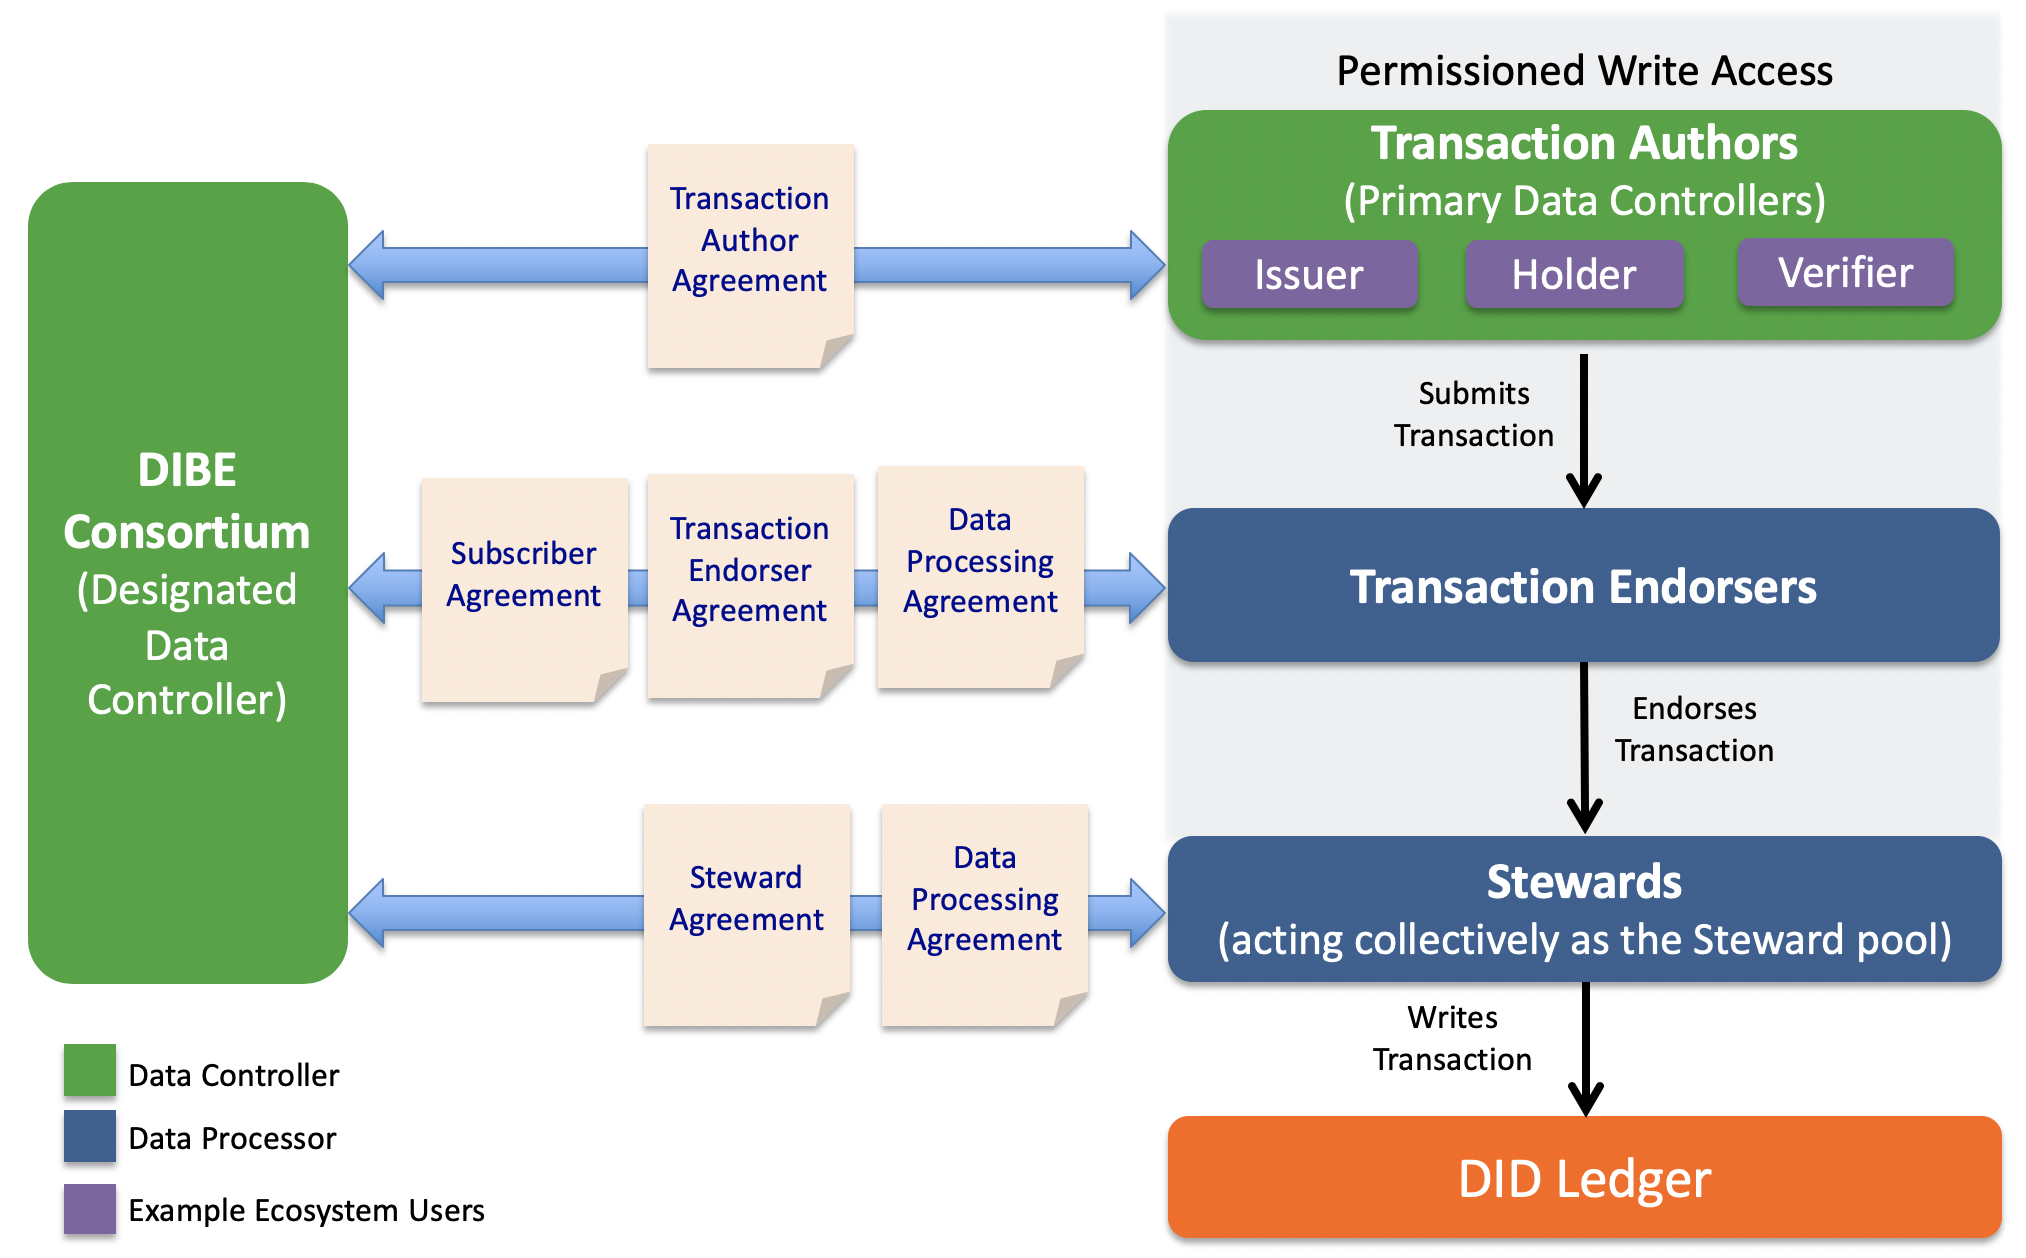 Permissioned Write Access
Transaction Authors
(Primary Data Controllers)
Issuer
Holder
Verifier
Transaction
Author
Agreement
Submits
Transaction
DIBE
Consortium
(Designated
Data
Controller)
Subscriber
Agreement
Transaction
Endorser
Agreement
Data
Processing
Agreement
Transaction Endorsers
Endorses
Transaction
Steward
Agreement
Data
Processing
Agreement
Stewards
(acting collectively as the Steward pool)
Writes
Transaction
DID Ledger
Data Controller
Data Processor
Example Ecosystem Users